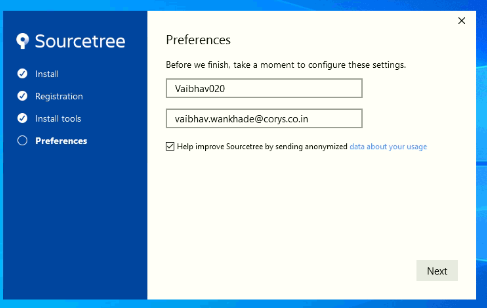 Sourcetree
Install
Registration
Install tools
Preferences
Preferences
Before we finish, take a moment to configure these settings.
Vaibhav020
vaibhav.wankhade@corys.co.in
Help improve Sourcetree by sending anonymized data about your usage
Next